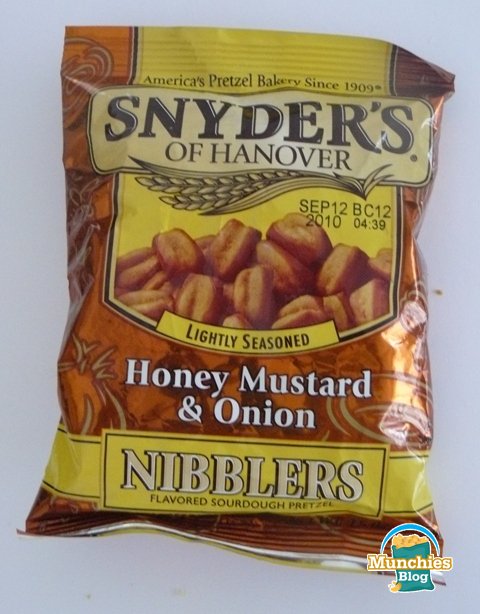 America's Pretzel Bakery Since 1909®
SNYDER'S®
OF HANOVER
SEP12 BC12
2010 04:39
LIGHTLY SEASONED
Honey Mustard
& Onion
NIBBLERS
FLAVORED SOURDOUGH PRETZEL
Munchies
Blog